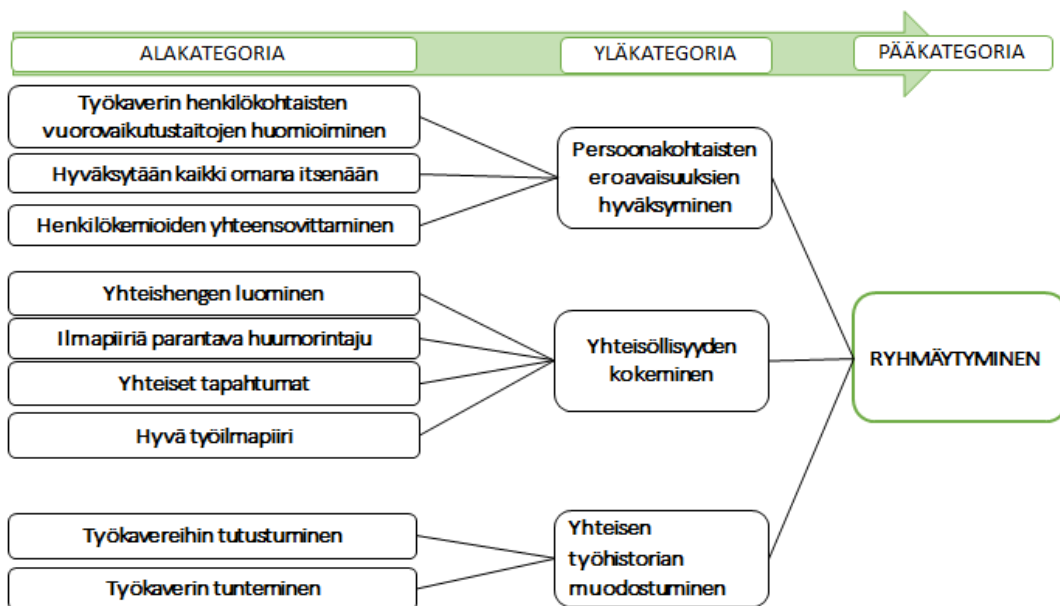 ALAKATEGORIA
YLÄKATEGORIA
PÄÄKATEGORIA
Työkaverin henkilökohtaisten
vuorovaikutustaitojen huomioiminen
Hyväksytään kaikki omana itsenään
Henkilökemioiden yhteensovittaminen
Persoonakohtaisten
eroavaisuuksien
hyväksyminen
Yhteishengen luominen
Ilmapiiriä parantava huumorintaju
Yhteiset tapahtumat
Hyvä työilmapiiri
Yhteisöllisyyden
kokeminen
RYHMÄYTYMINEN
Työkavereihin tutustuminen
Työkaverin tunteminen
Yhteisen
työhistorian
muodostuminen